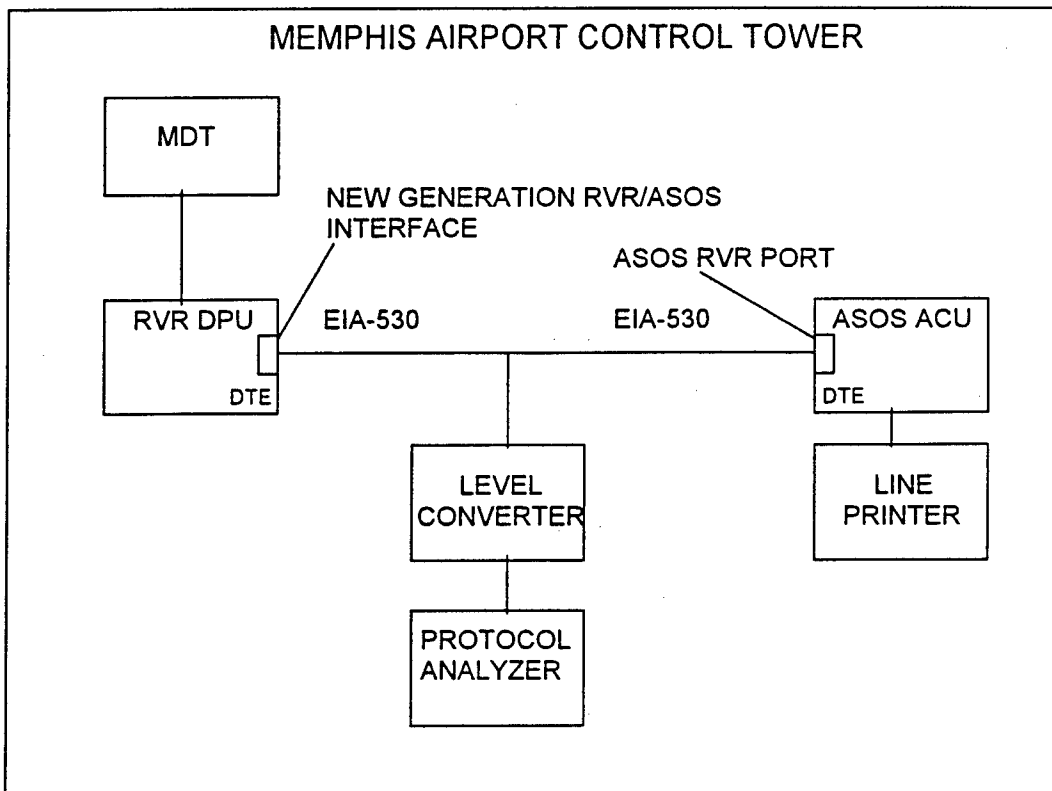 MEMPHIS AIRPORT CONTROL TOWER
MDT
NEW GENERATION RVR/ASOS
INTERFACE
ASOS RVR PORT
RVR DPU
EIA-530
EIA-530
ASOS ACU
DTE
DTE
LEVEL
CONVERTER
LINE
PRINTER
PROTOCOL
ANALYZER